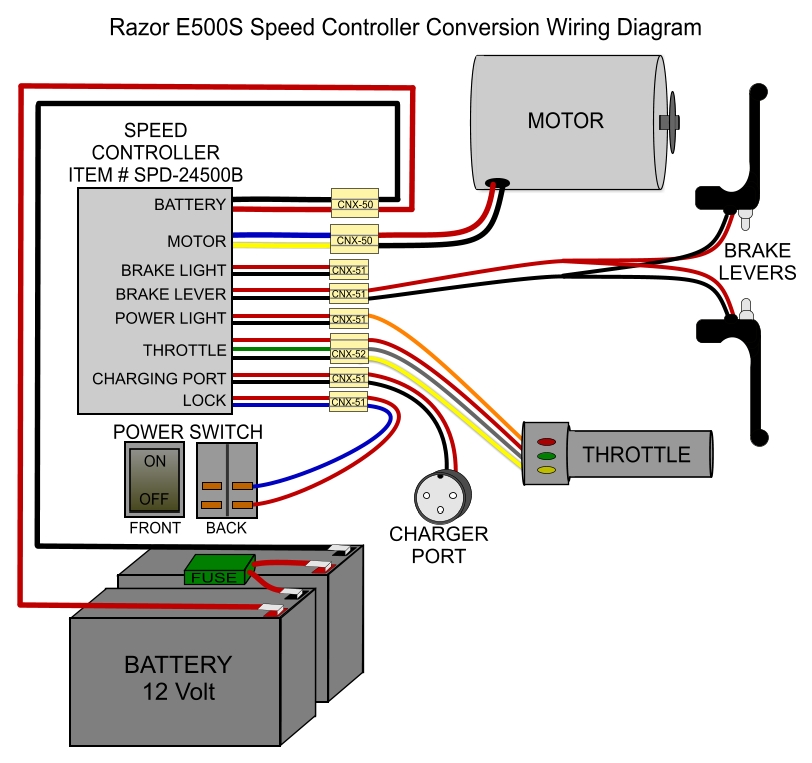 Razor E500S Speed Controller Conversion Wiring Diagram
SPEED
CONTROLLER
ITEM # SPD-24500B
MOTOR
BATTERY
CNX-50
MOTOR
CNX-50
BRAKE LIGHT
CNX-51
BRAKE LEVER
CNX-51
POWER LIGHT
CNX-51
THROTTLE
CNX-52
CHARGING PORT
CNX-51
LOCK
CNX-51
BRAKE
LEVERS
POWER SWITCH
ON
OFF
FRONT
BACK
THROTTLE
CHARGER
PORT
FUSE
BATTERY
12 Volt